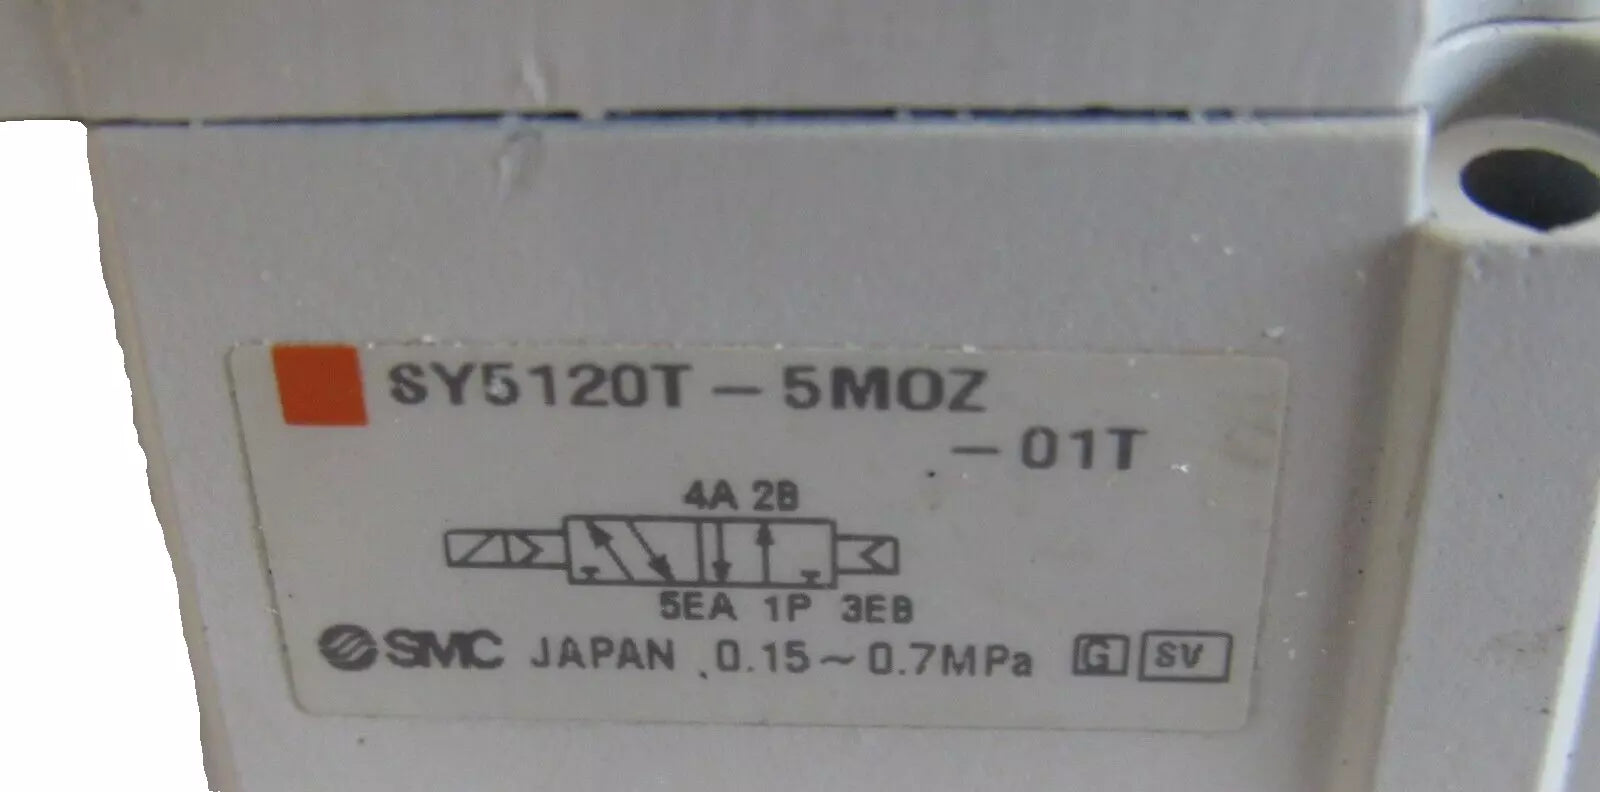 SY5120T-5MOZ
-01T
4A 2B
5EA 1P 3EB
SMC JAPAN 0.15~0.7MPa G SV